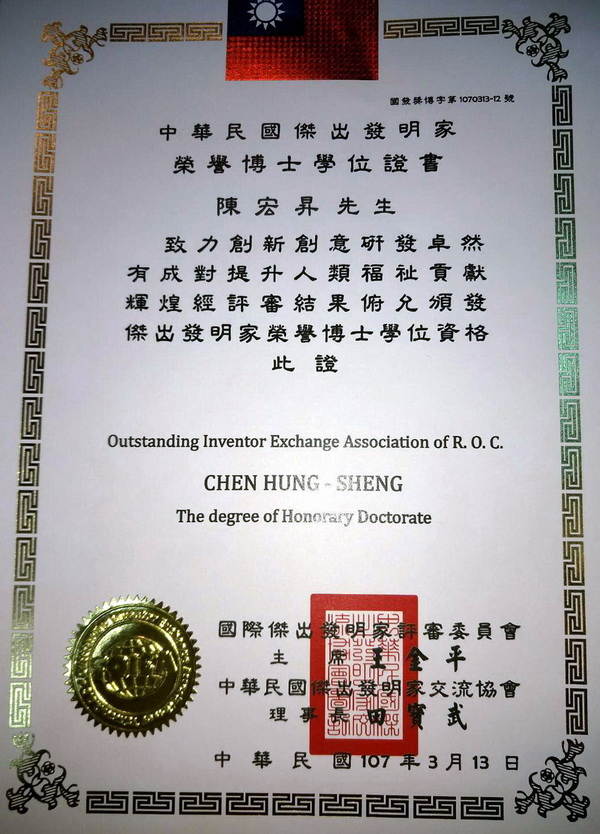 國發獎博字第1070313-12號
中華民國傑出發明家
榮譽博士學位證書
陳宏昇先生
致力創新創意研發卓然
有成對提升人類福祉貢獻
輝煌經評審結果俯允頒發
傑出發明家榮譽博士學位資格
此證
Outstanding Inventor Exchange Association of R. O. C.
CHEN HUNG - SHENG
The degree of Honorary Doctorate
國際傑出發明家評審委員會
主席 王金平
中華民國傑出發明家交流協會
理事長 田寶武
中華民國107年3月13日